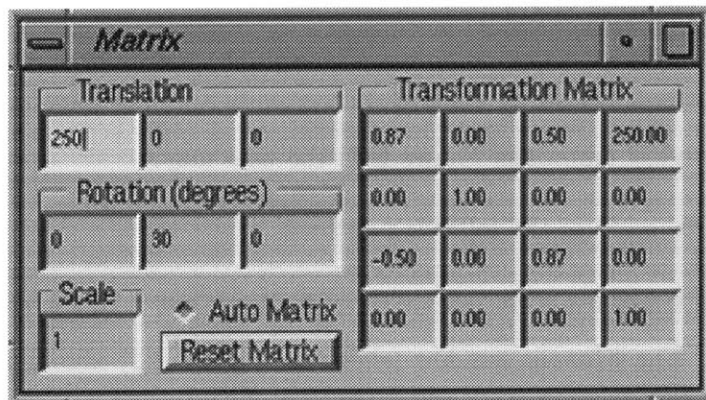 Matrix
Translation
250 0 0
Rotation (degrees)
0 30 0
Scale
1
Auto Matrix
Reset Matrix
Transformation Matrix
0.87 0.00 0.50 250.00
0.00 1.00 0.00 0.00
-0.50 0.00 0.87 0.00
0.00 0.00 0.00 1.00